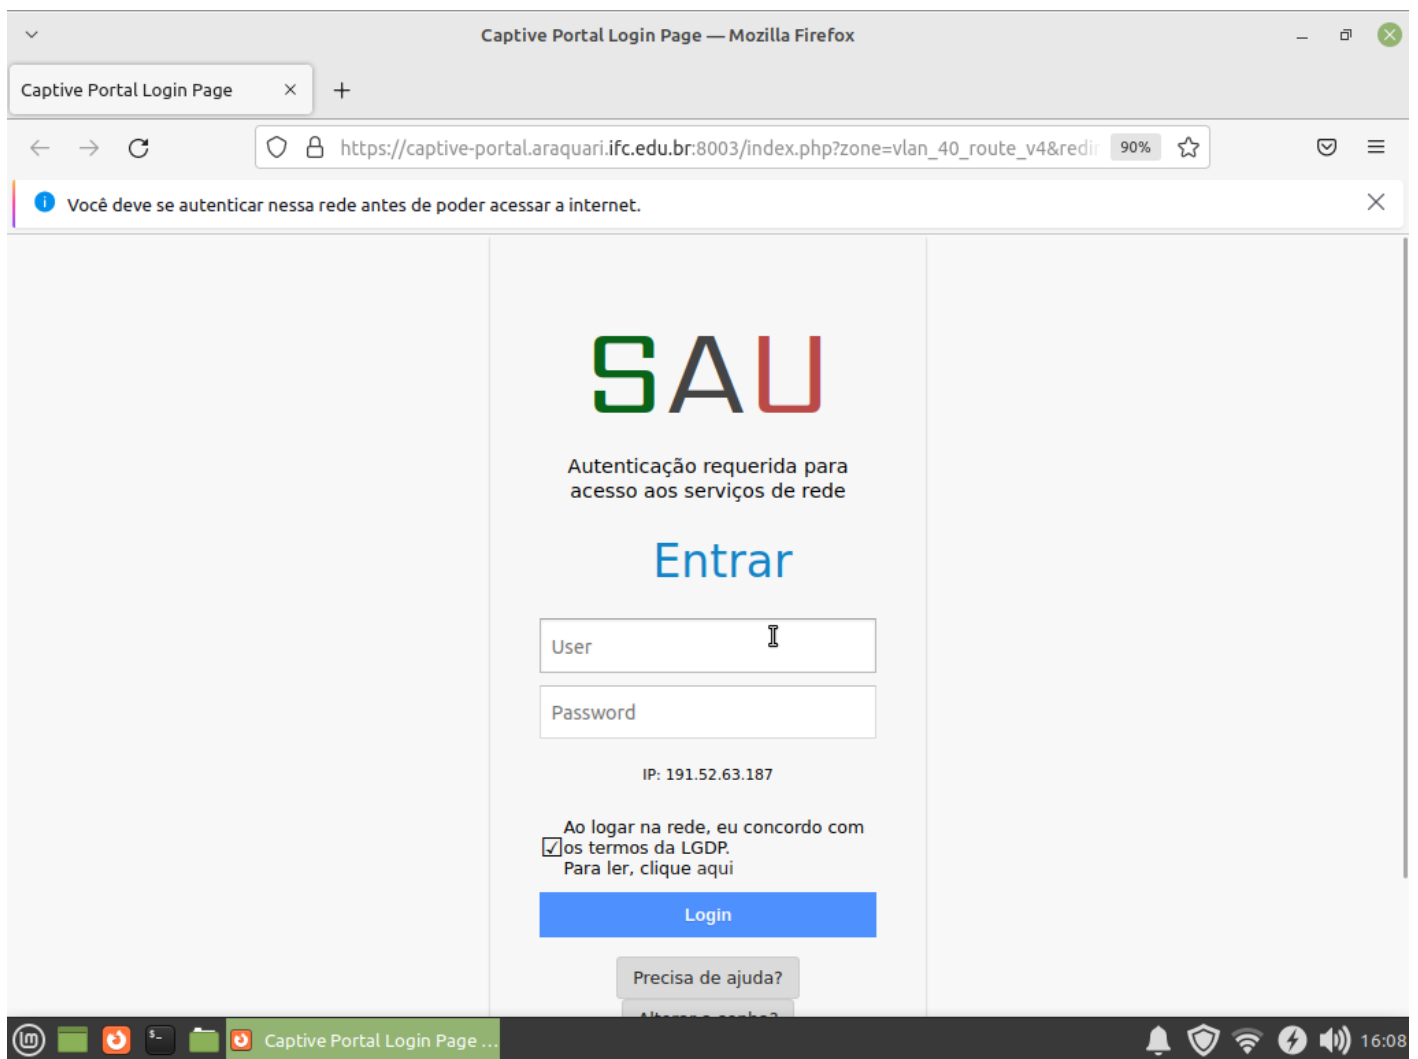 Captive Portal Login Page — Mozilla Firefox
Captive Portal Login Page
https://captive-portal.araquari.ifc.edu.br:8003/index.php?zone=vlan_40_route_v4&redir
90%
Você deve se autenticar nessa rede antes de poder acessar a internet.
SAU
Autenticação requerida para
acesso aos serviços de rede
Entrar
User
Password
IP: 191.52.63.187
Ao logar na rede, eu concordo com
os termos da LGDP.
Para ler, clique aqui
Login
Precisa de ajuda?
Alterar a senha?
Captive Portal Login Page ...
16:08